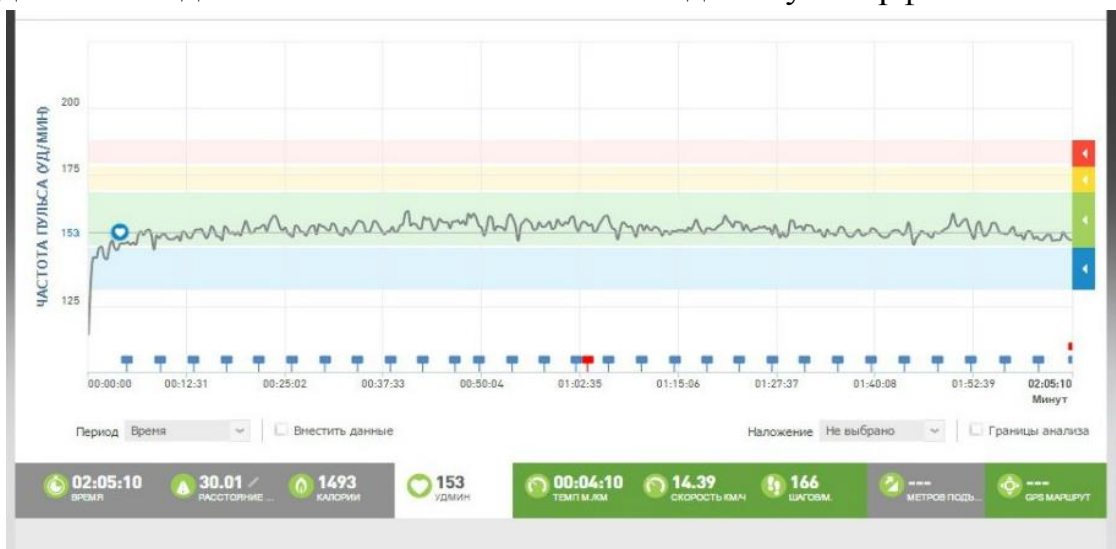 200
175
153
125
ЧАСТОТА ПУЛЬСА (УД/МИН)
00:00:00 00:12:31 00:25:02 00:37:33 00:50:04 01:02:35 01:15:06 01:27:37 01:40:08 01:52:39 02:05:10
Минут
Период Время Вместить данные Наложение Не выбрано Границы анализа
02:05:10 30.01 1493 153 00:04:10 14.39 166 --- ---
ВРЕМЯ РАССТОЯНИЕ ... КАЛОРИИ УДМИН ТЕМП М./КМ СКОРОСТЬ КМ/Ч ШАГОВ/М. МЕТРОВ ПОДЪ... GPS МАРШРУТ